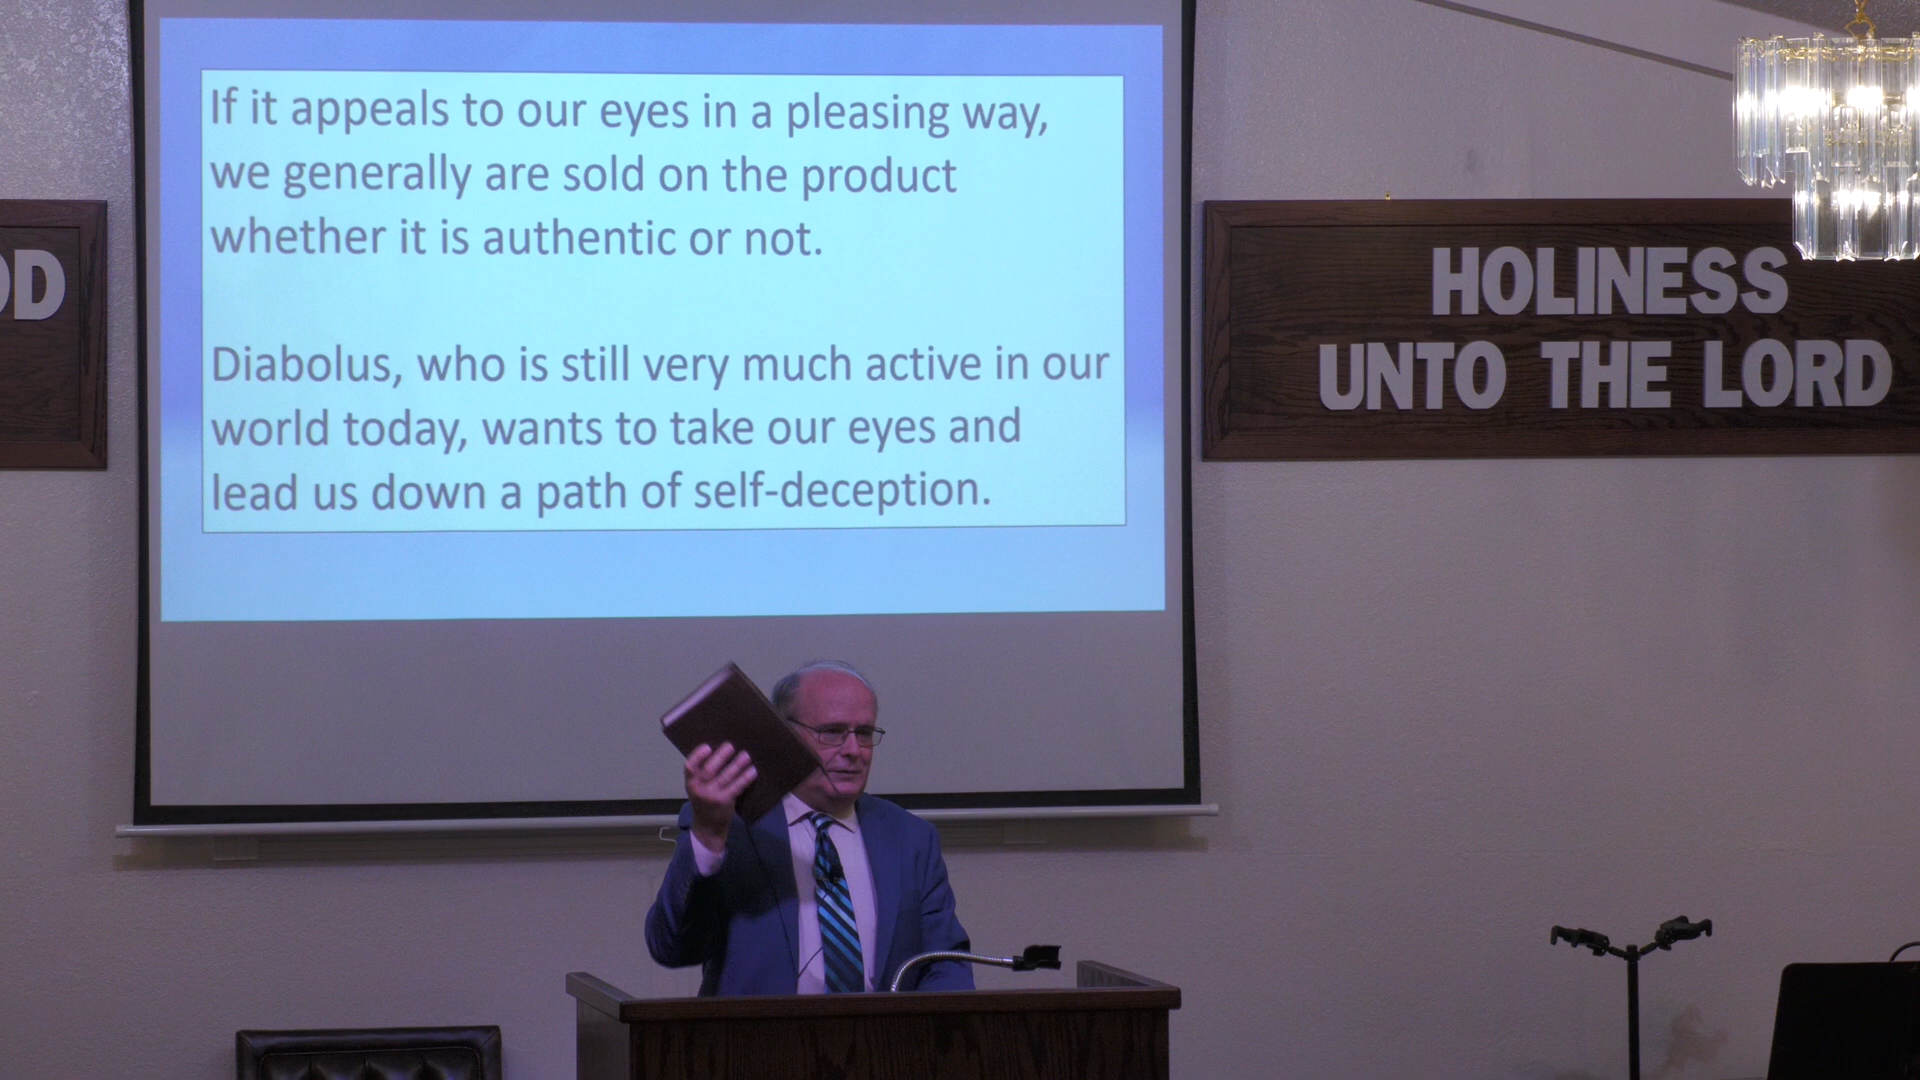 If it appeals to our eyes in a pleasing way,
we generally are sold on the product
whether it is authentic or not.
Diabolus, who is still very much active in our
world today, wants to take our eyes and
lead us down a path of self-deception.
HOLINESS
UNTO THE LORD